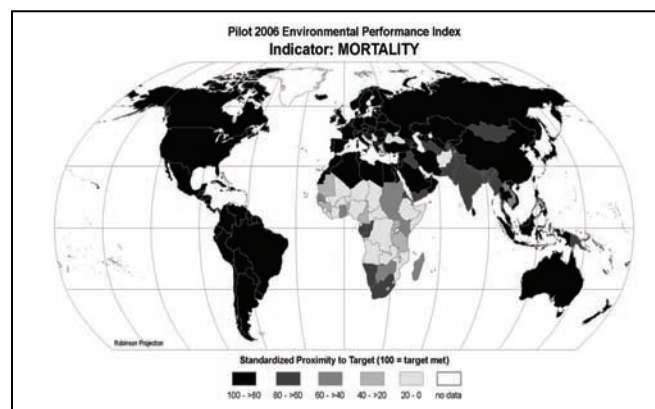 Pilot 2006 Environmental Performance Index
Indicator: MORTALITY
Robinson Projection
Standardized Proximity to Target (100 = target met)
100 - >80 80 - >60 60 - >40 40 - >20 20 - 0 no data